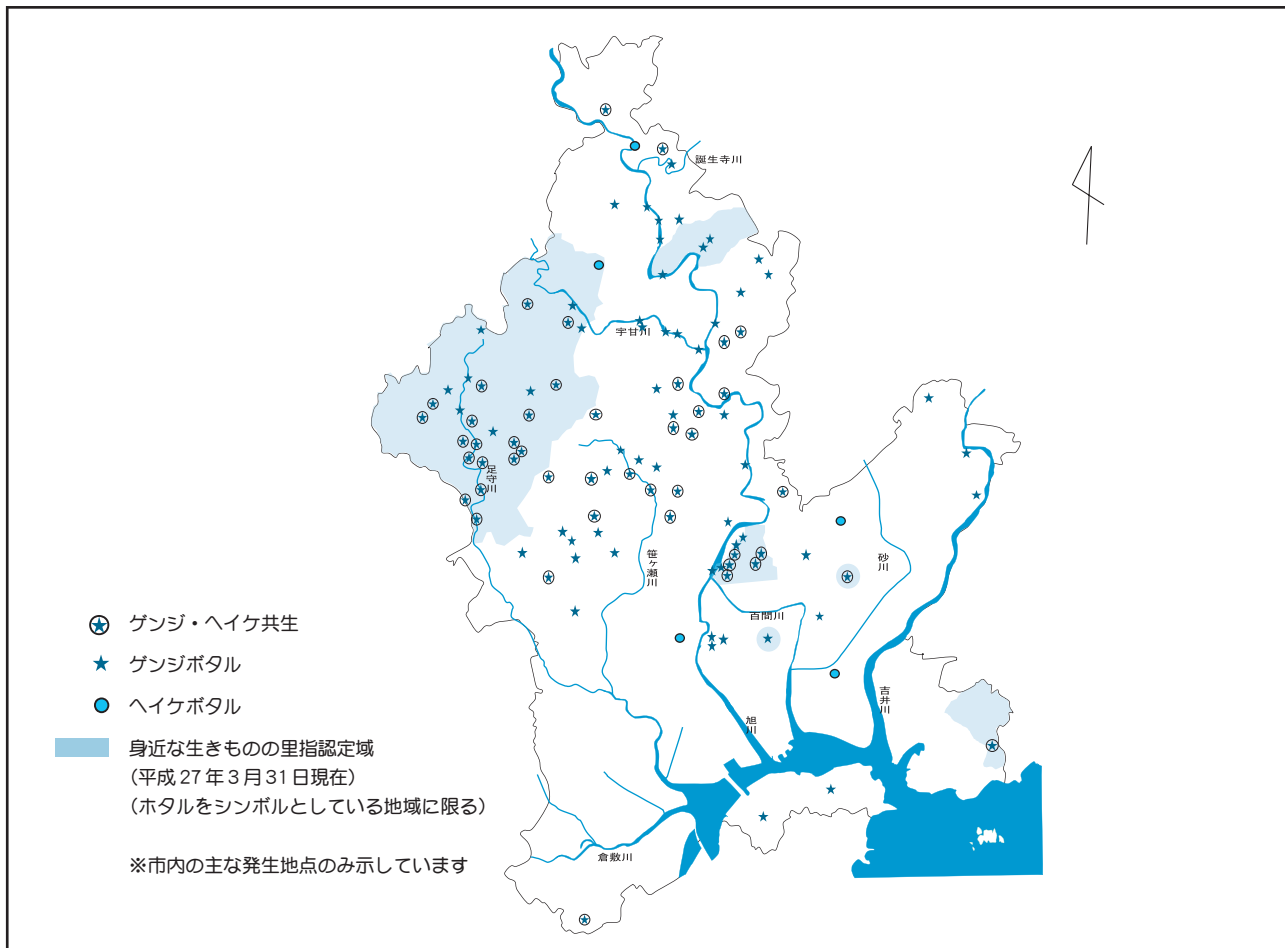 誕生寺川
宇甘川
足守川
笹ヶ瀬川
砂川
百間川
旭川
吉井川
倉敷川
ゲンジ・ヘイケ共生
ゲンジボタル
ヘイケボタル
身近な生きものの里指認定域
(平成27年3月31日現在)
(ホタルをシンボルとしている地域に限る)
※市内の主な発生地点のみ示しています